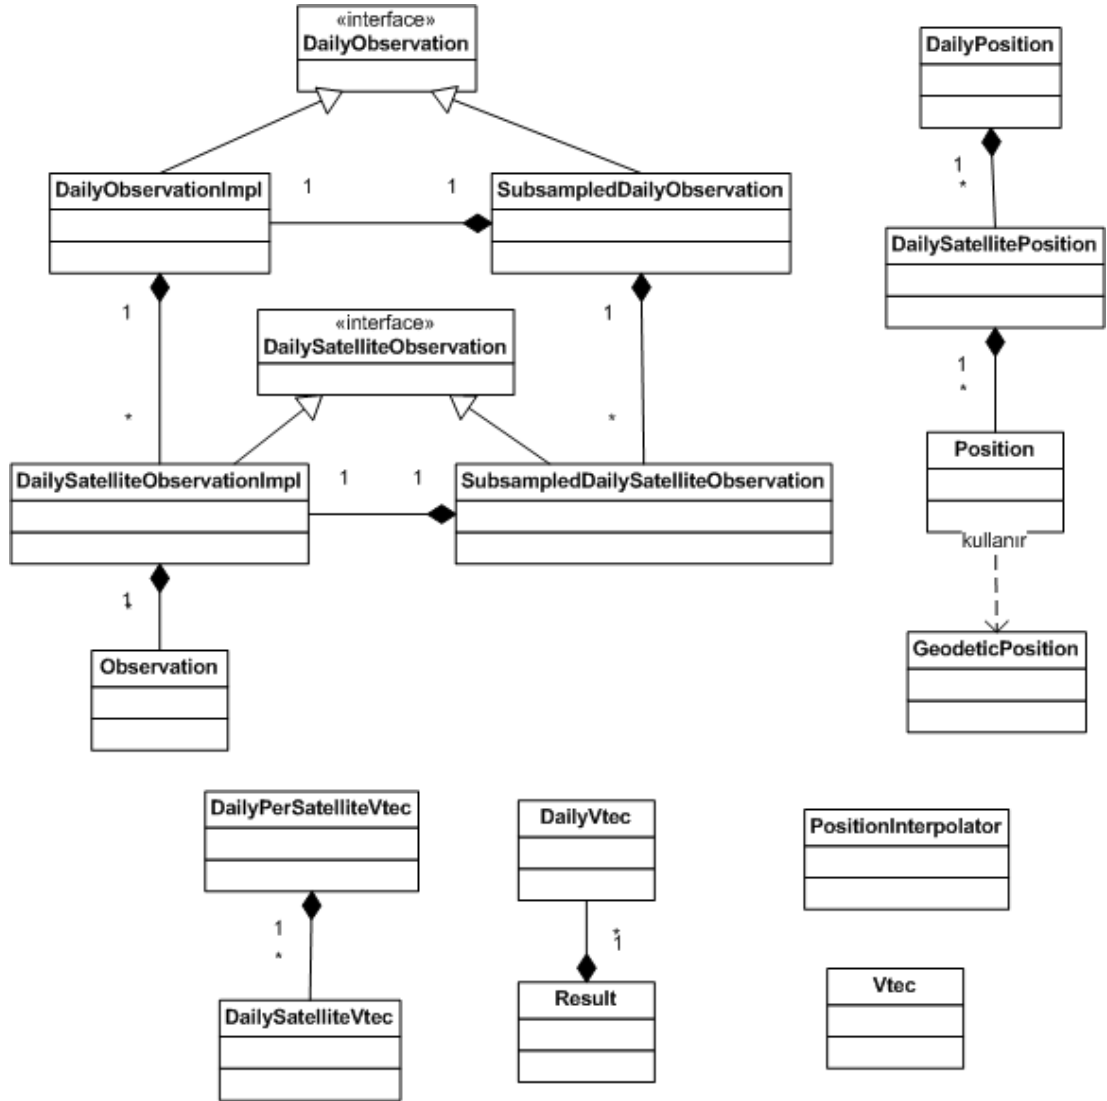 «interface»
DailyObservation
DailyPosition
1
*
DailyObservationImpl
1
1
SubsampledDailyObservation
DailySatellitePosition
1
1
«interface»
DailySatelliteObservation
1
*
*
*
Position
DailySatelliteObservationImpl
1
1
SubsampledDailySatelliteObservation
kullanır
1
*
Observation
GeodeticPosition
DailyPerSatelliteVtec
DailyVtec
PositionInterpolator
1
*
*
1
DailySatelliteVtec
Result
Vtec